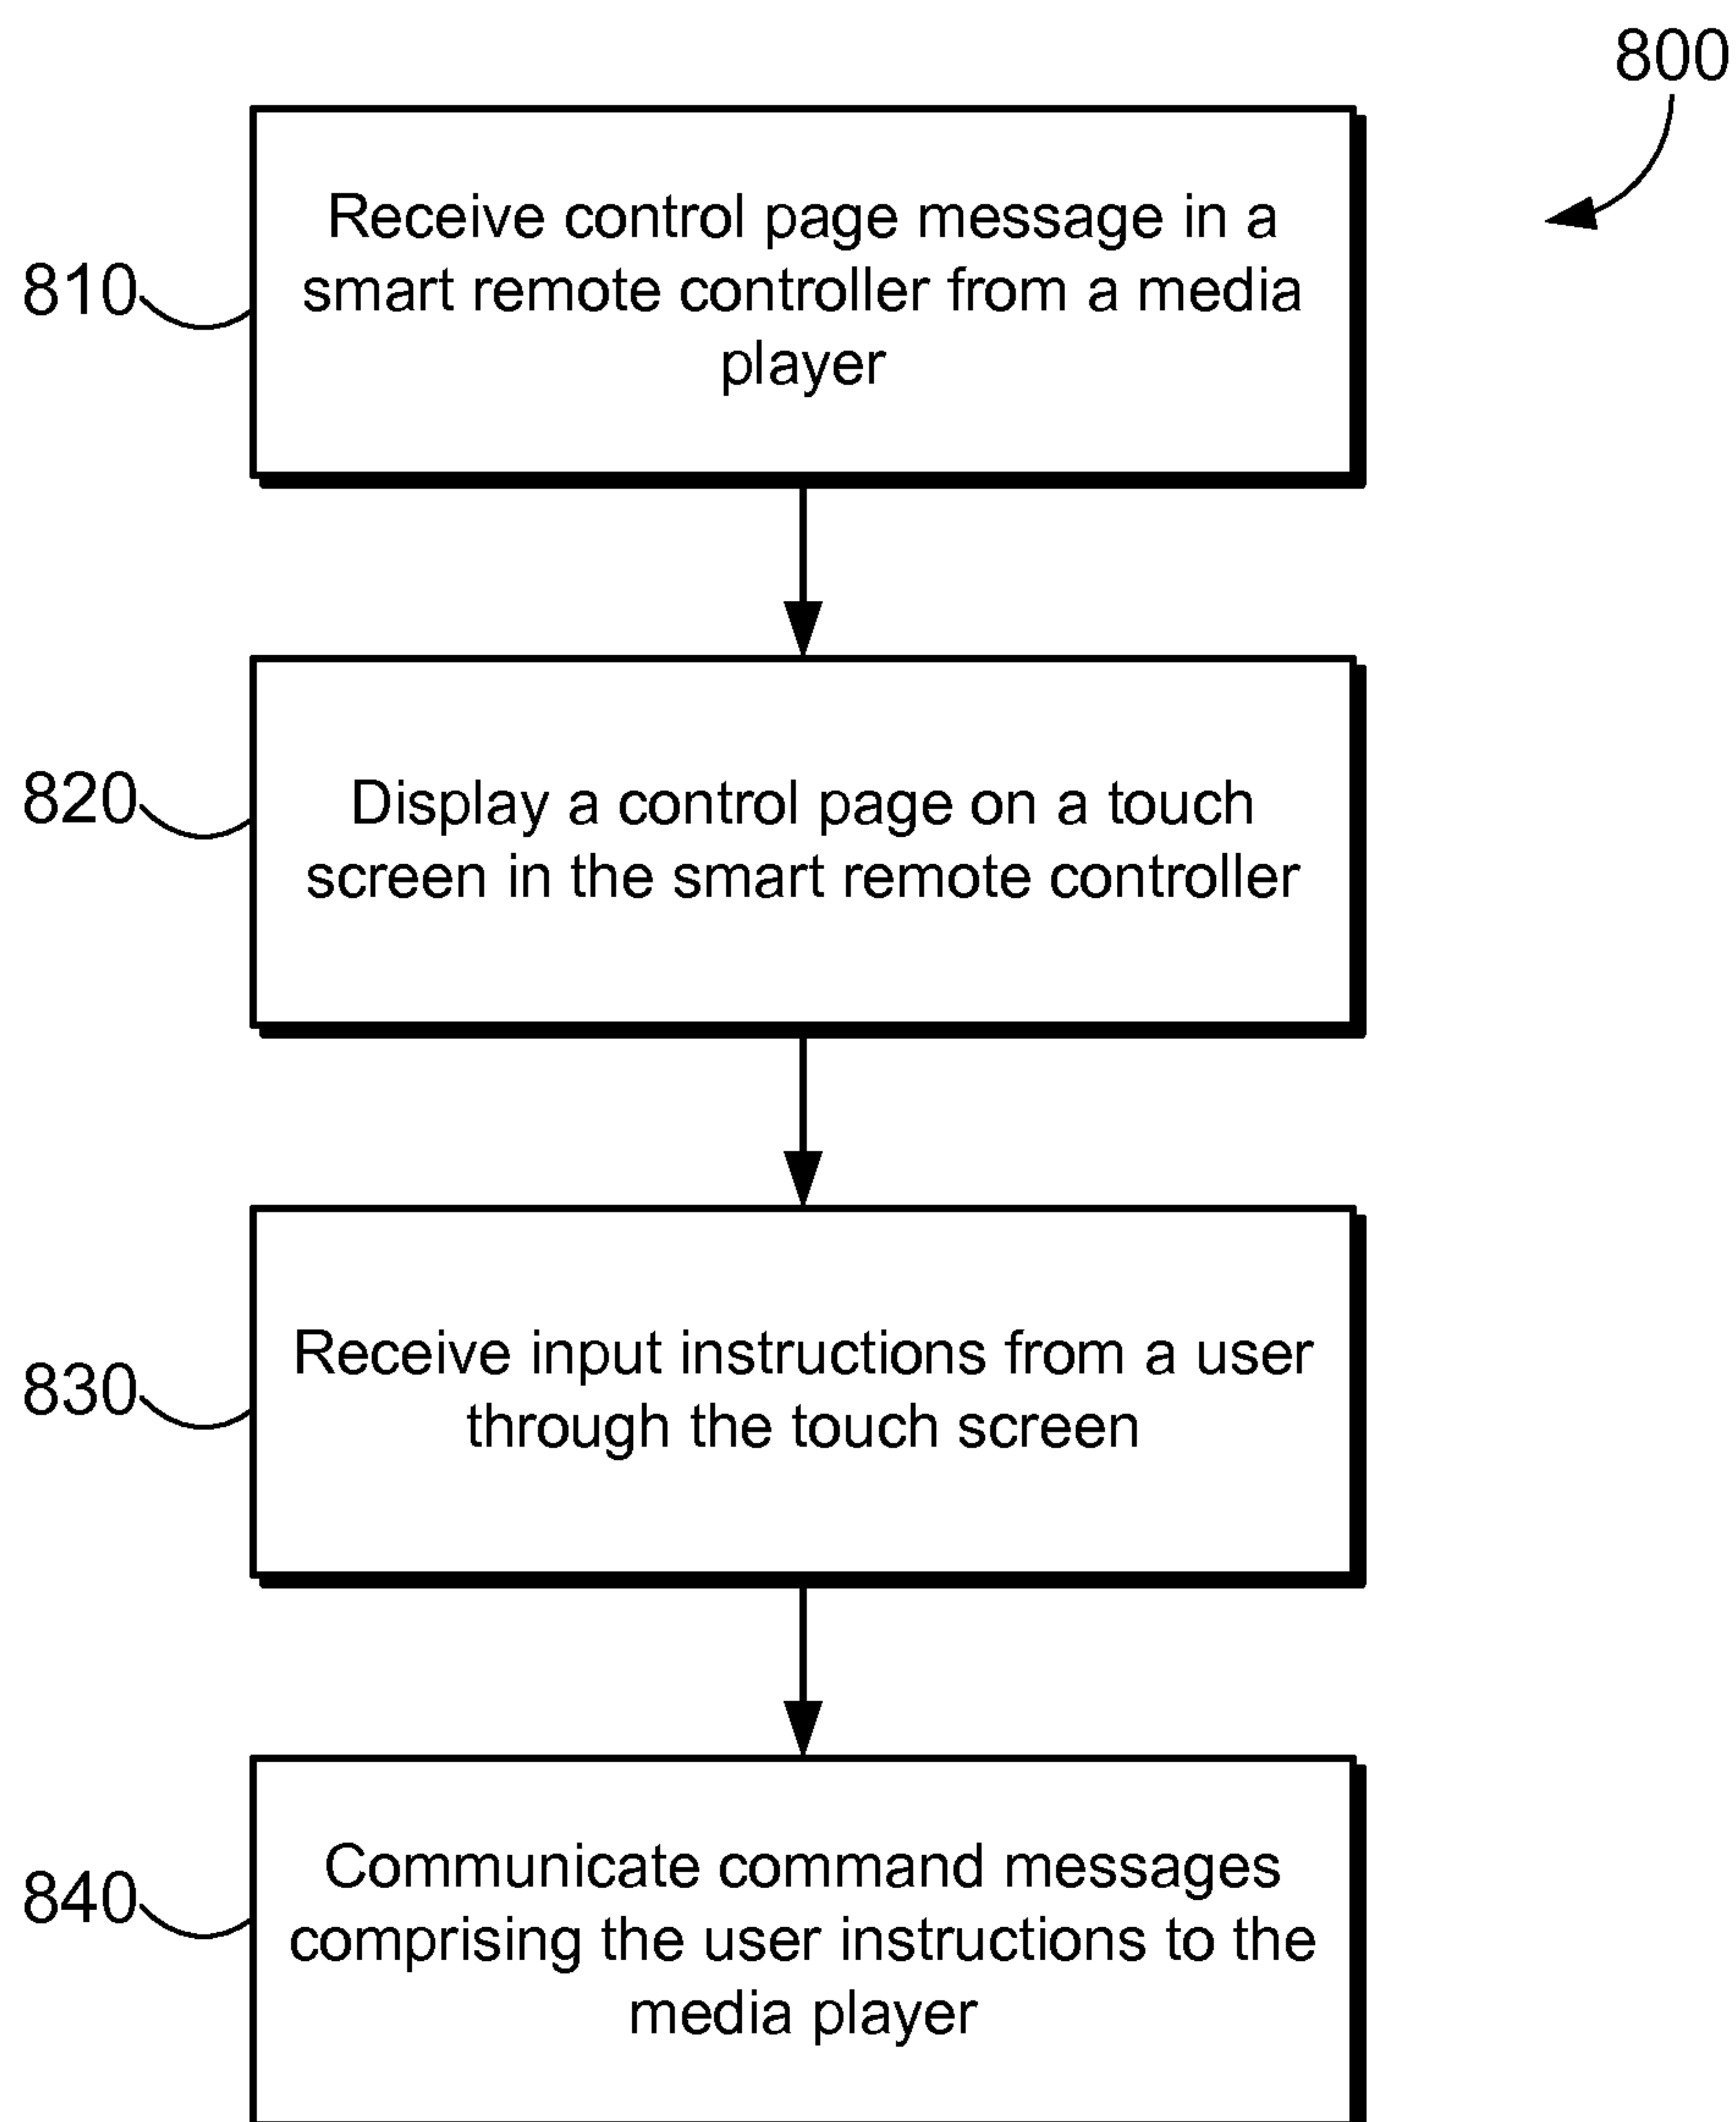 800
Receive control page message in a
smart remote controller from a media
player
810
Display a control page on a touch
screen in the smart remote controller
820
Receive input instructions from a user
through the touch screen
830
Communicate command messages
comprising the user instructions to the
media player
840